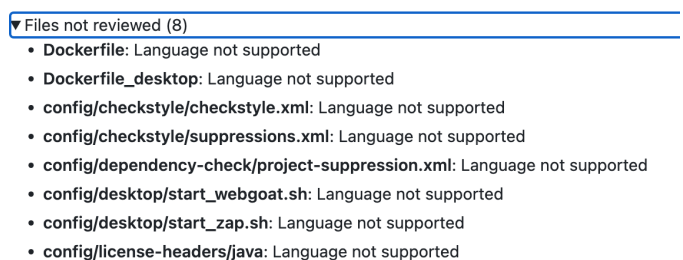 ▼ Files not reviewed (8)
• Dockerfile: Language not supported
• Dockerfile_desktop: Language not supported
• config/checkstyle/checkstyle.xml: Language not supported
• config/checkstyle/suppressions.xml: Language not supported
• config/dependency-check/project-suppression.xml: Language not supported
• config/desktop/start_webgoat.sh: Language not supported
• config/desktop/start_zap.sh: Language not supported
• config/license-headers/java: Language not supported